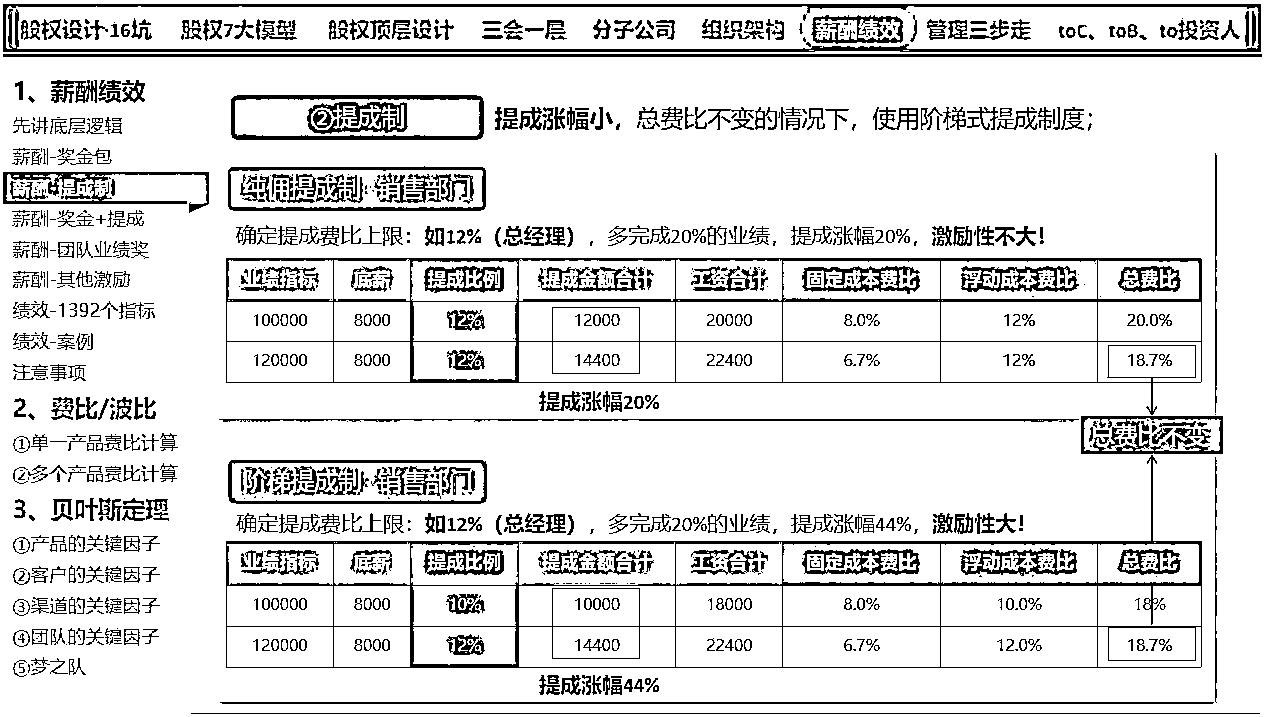 股权设计·16坑 股权7大模型 股权顶层设计 三会一层 分子公司 组织架构 薪酬绩效 管理三步走 toC、toB、to投资人
1、薪酬绩效
先讲底层逻辑
薪酬-奖金包
薪酬-提成制
薪酬-奖金+提成
薪酬-团队业绩奖
薪酬-其他激励
绩效-1392个指标
绩效-案例
注意事项
2、费比/波比
①单一产品费比计算
②多个产品费比计算
3、贝叶斯定理
①产品的关键因子
②客户的关键因子
③渠道的关键因子
④团队的关键因子
⑤梦之队
②提成制 提成涨幅小，总费比不变的情况下，使用阶梯式提成制度；
纯用提成制·销售部门
确定提成费比上限：如12%（总经理），多完成20%的业绩，提成涨幅20%，激励性不大！
业绩指标 底薪 提成比例 提成金额合计 工资合计 固定成本费比 浮动成本费比 总费比
100000 8000 12% 12000 20000 8.0% 12% 20.0%
120000 8000 12% 14400 22400 6.7% 12% 18.7%
提成涨幅20%
总费比不变
阶梯提成制·销售部门
确定提成费比上限：如12%（总经理），多完成20%的业绩，提成涨幅44%，激励性大！
业绩指标 底薪 提成比例 提成金额合计 工资合计 固定成本费比 浮动成本费比 总费比
100000 8000 10% 10000 18000 8.0% 10.0% 18%
120000 8000 12% 14400 22400 6.7% 12.0% 18.7%
提成涨幅44%